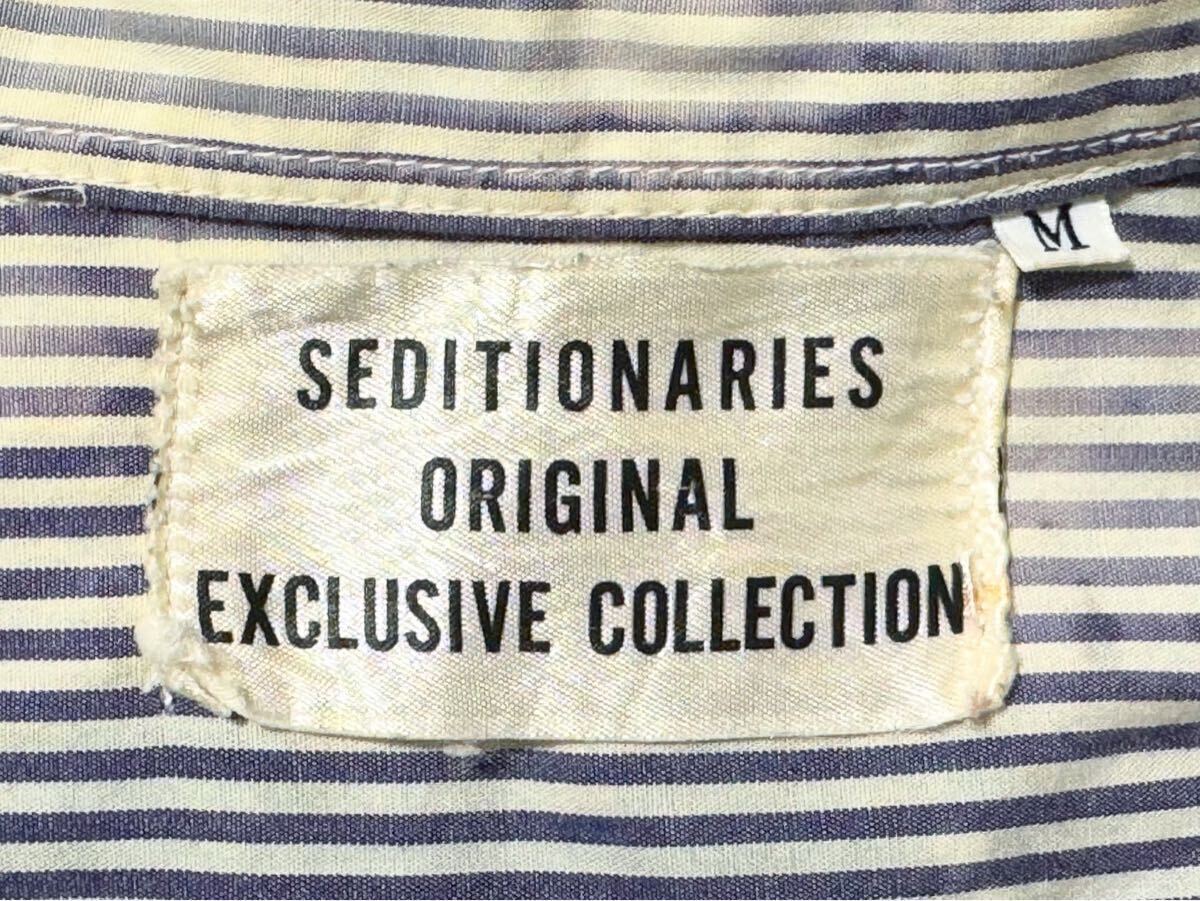 M
SEDITIONARIES
ORIGINAL
EXCLUSIVE COLLECTION